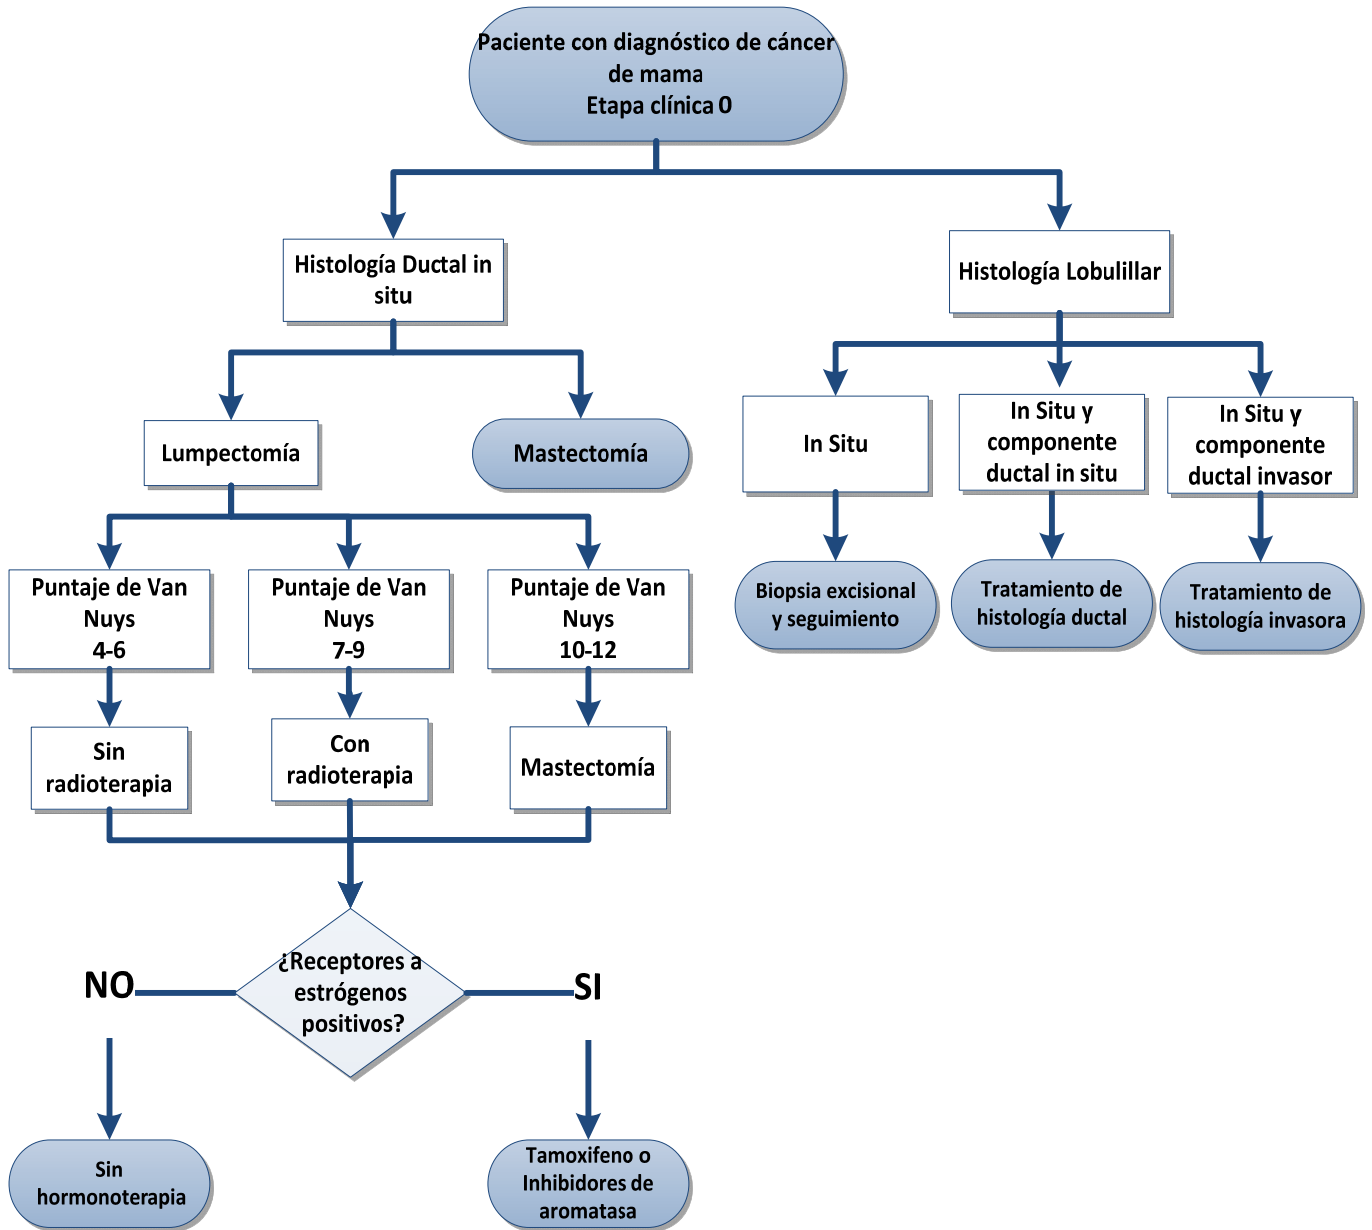 Paciente con diagnóstico de cáncer
de mama
Etapa clínica 0
Histología Ductal in
situ
Histología Lobulillar
Lumpectomía
Mastectomía
In Situ
In Situ y
componente
ductal in situ
In Situ y
componente
ductal invasor
Puntaje de Van
Nuys
4-6
Puntaje de Van
Nuys
7-9
Puntaje de Van
Nuys
10-12
Biopsia excisional
y seguimiento
Tratamiento de
histología ductal
Tratamiento de
histología invasora
Sin
radioterapia
Con
radioterapia
Mastectomía
¿Receptores a
estrógenos
positivos?
NO
SI
Sin
hormonoterapia
Tamoxifeno o
Inhibidores de
aromatasa